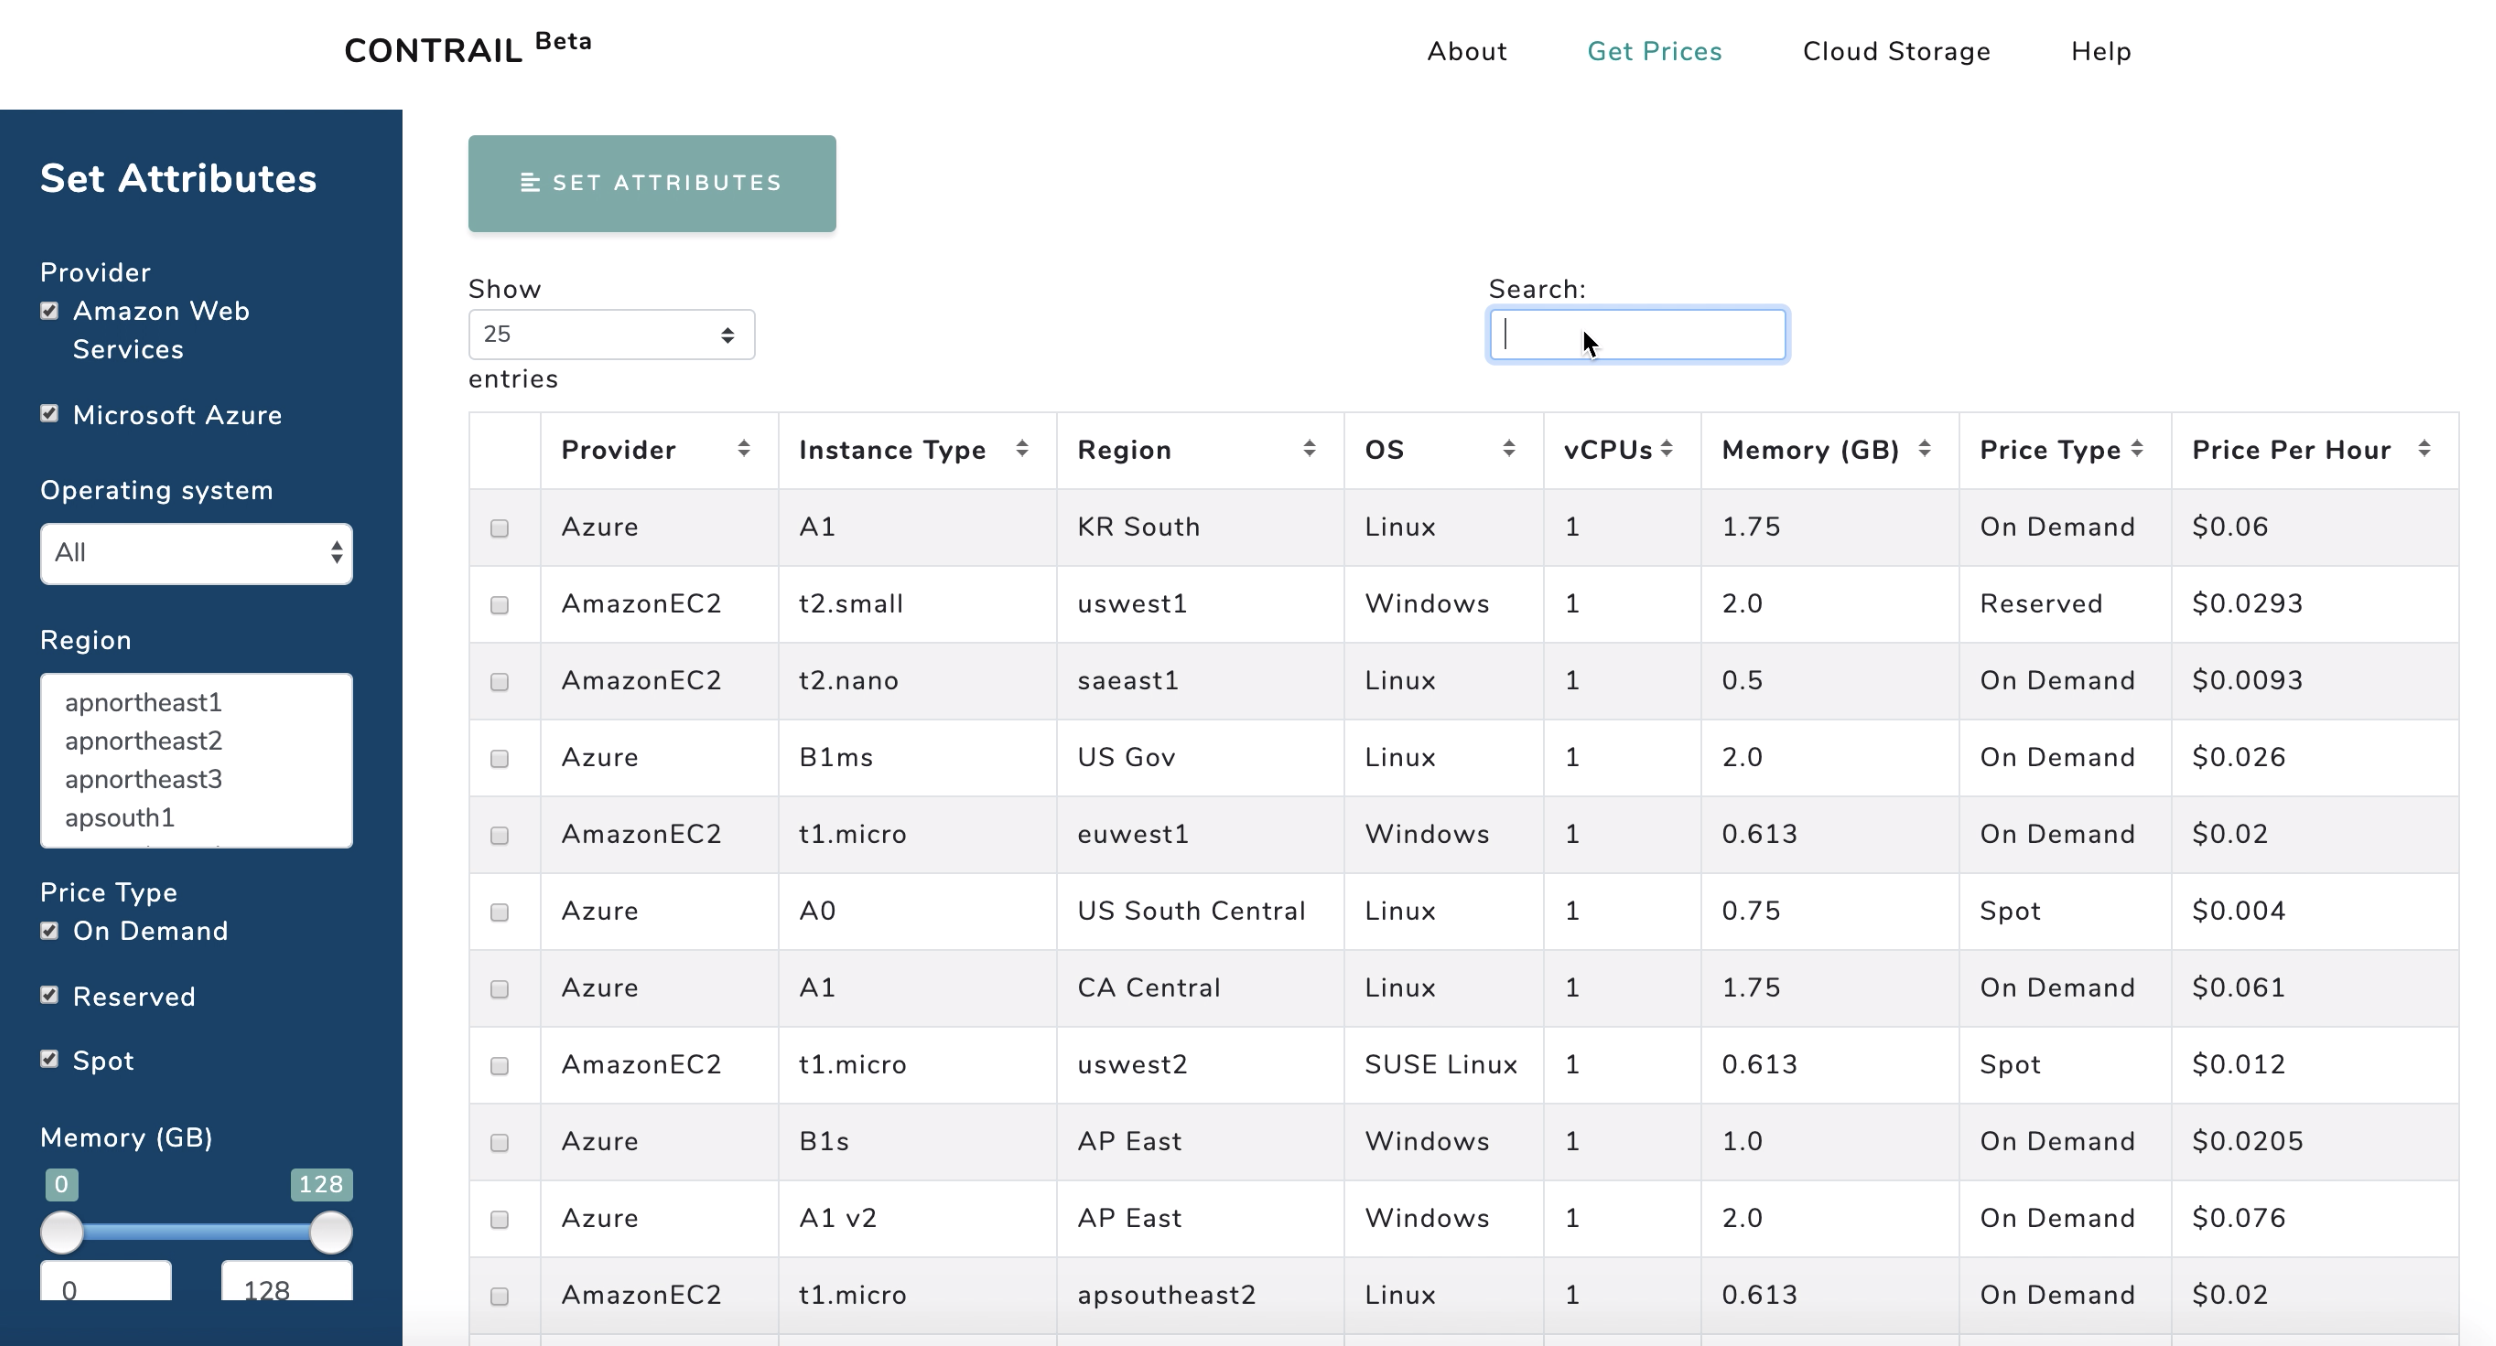 CONTRAIL Beta
About Get Prices Cloud Storage Help
Set Attributes
Provider
Amazon Web
Services
Microsoft Azure
Operating system
All
Region
apnortheast1
apnortheast2
apnortheast3
apsouth1
Price Type
On Demand
Reserved
Spot
Memory (GB)
0 128
0 128
SET ATTRIBUTES
Show
25
entries
Search:
Provider Instance Type Region OS vCPUs Memory (GB) Price Type Price Per Hour
Azure A1 KR South Linux 1 1.75 On Demand $0.06
AmazonEC2 t2.small uswest1 Windows 1 2.0 Reserved $0.0293
AmazonEC2 t2.nano saeast1 Linux 1 0.5 On Demand $0.0093
Azure B1ms US Gov Linux 1 2.0 On Demand $0.026
AmazonEC2 t1.micro euwest1 Windows 1 0.613 On Demand $0.02
Azure A0 US South Central Linux 1 0.75 Spot $0.004
Azure A1 CA Central Linux 1 1.75 On Demand $0.061
AmazonEC2 t1.micro uswest2 SUSE Linux 1 0.613 Spot $0.012
Azure B1s AP East Windows 1 1.0 On Demand $0.0205
Azure A1 v2 AP East Windows 1 2.0 On Demand $0.076
AmazonEC2 t1.micro apsoutheast2 Linux 1 0.613 On Demand $0.02